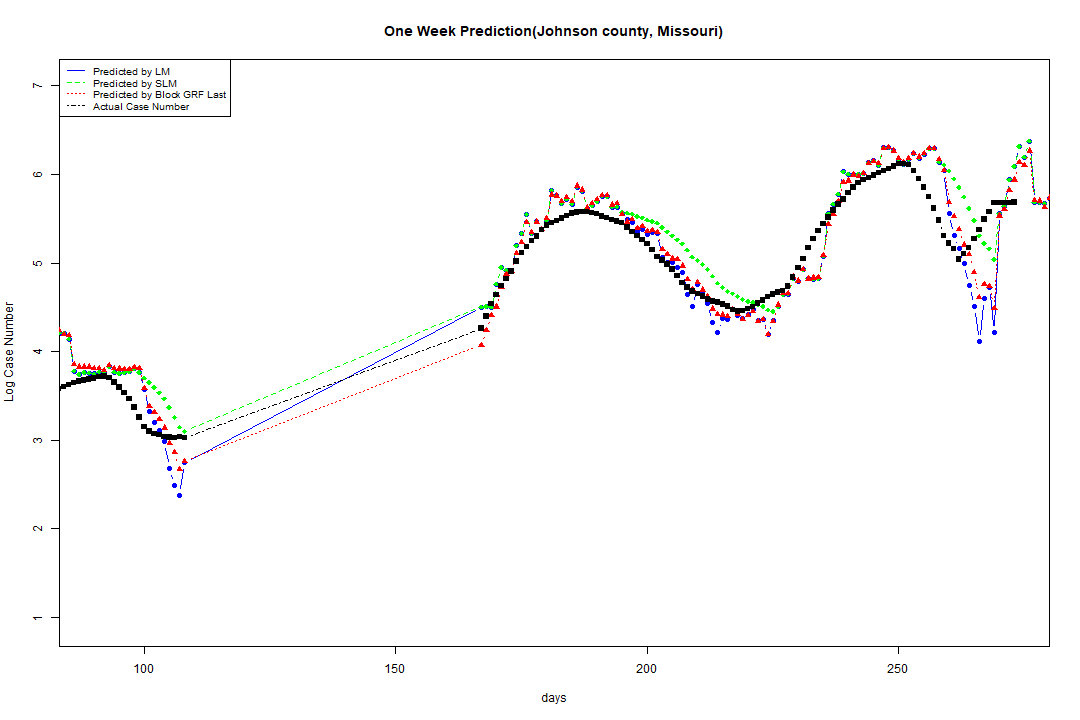 One Week Prediction(Johnson county, Missouri)
Predicted by LM
Predicted by SLM
Predicted by Block GRF Last
Actual Case Number
7
6
5
4
3
2
1
Log Case Number
100
150
200
250
days